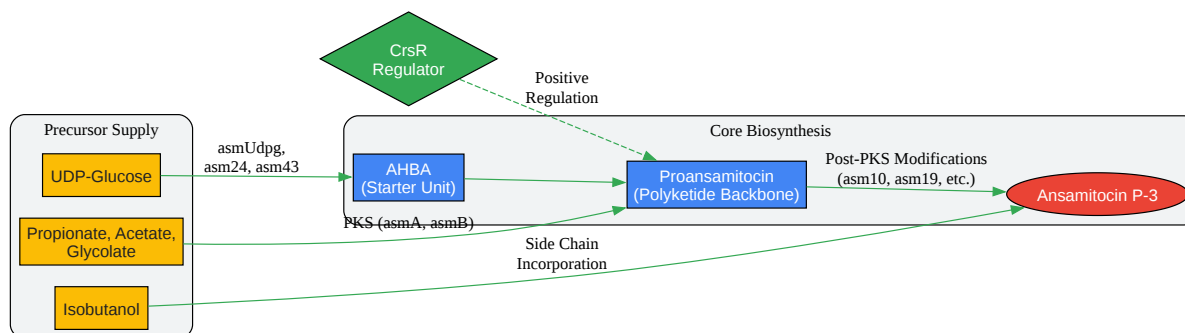 CrsR
Regulator
Positive
Regulation
Precursor Supply
Core Biosynthesis
asmUdpg,
asm24, asm43
UDP-Glucose
AHBA
(Starter Unit)
Proansamitocin
(Polyketide Backbone)
Post-PKS Modifications
(asm10, asm19, etc.)
Ansamitocin P-3
PKS (asmA, asmB)
Propionate, Acetate,
Glycolate
Side Chain
Incorporation
Isobutanol